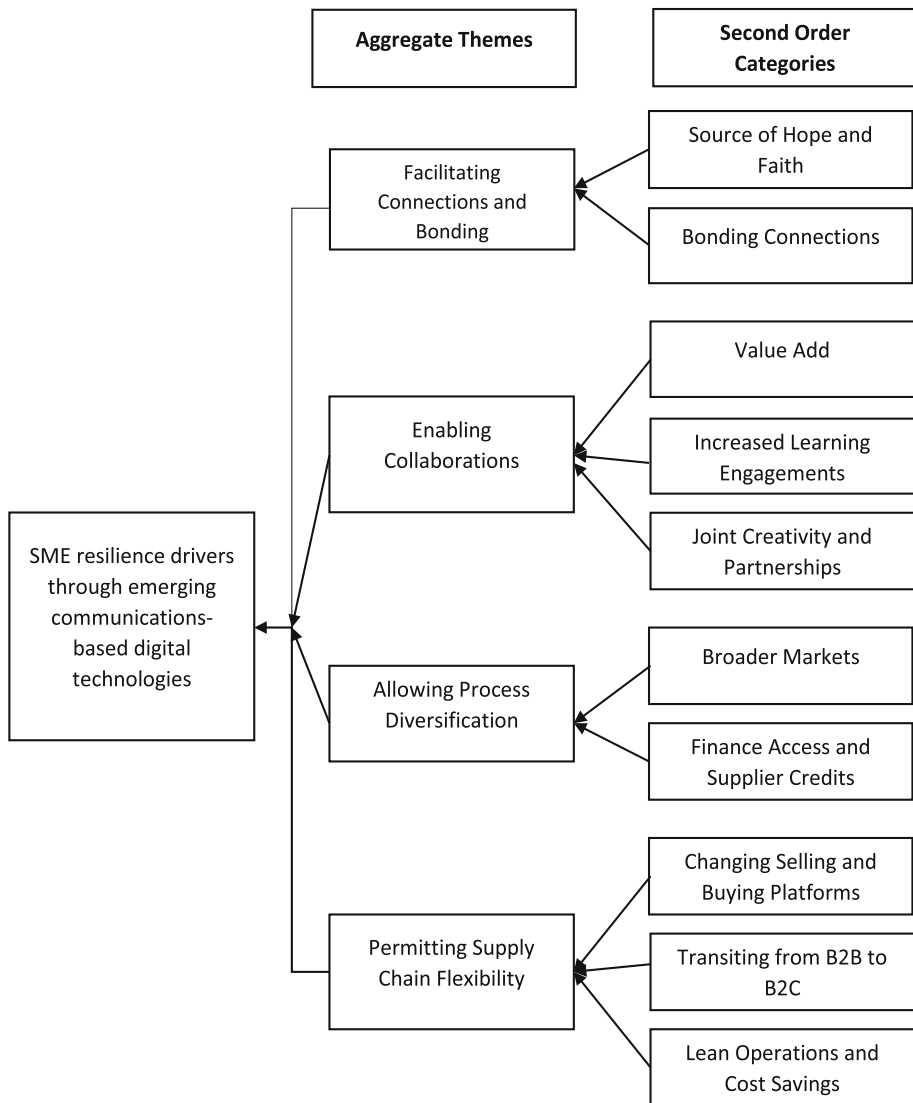 Aggregate Themes
Second Order
Categories
Source of Hope and
Faith
Facilitating
Connections and
Bonding
Bonding Connections
Value Add
Enabling
Collaborations
Increased Learning
Engagements
Joint Creativity and
Partnerships
SME resilience drivers
through emerging
communications-
based digital
technologies
Broader Markets
Allowing Process
Diversification
Finance Access and
Supplier Credits
Changing Selling and
Buying Platforms
Permitting Supply
Chain Flexibility
Transiting from B2B to
B2C
Lean Operations and
Cost Savings